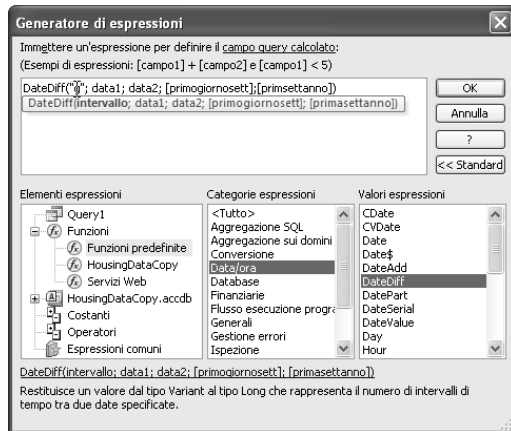 Generatore di espressioni
Immettere un'espressione per definire il campo query calcolato:
(Esempi di espressioni: [campo1] + [campo2] e [campo1] < 5)
DateDiff("g"; data1; data2; [primogiornosett];[primsettanno])
DateDiff(intervallo; data1; data2; [primogiornosett]; [primasettanno])
OK
Annulla
?
<< Standard
Elementi espressioni
Query1
Funzioni
Funzioni predefinite
HousingDataCopy
Servizi Web
HousingDataCopy.accdb
Costanti
Operatori
Espressioni comuni
Categorie espressioni
<Tutto>
Aggregazione SQL
Aggregazione sui domini
Conversione
Data/ora
Database
Finanziarie
Flusso esecuzione progra
Generali
Gestione errori
Ispezione
Valori espressioni
CDate
CVDate
Date
Date$
DateAdd
DateDiff
DatePart
DateSerial
DateValue
Day
Hour
DateDiff(intervallo; data1; data2; [primogiornosett]; [primasettanno])
Restituisce un valore dal tipo Variant al tipo Long che rappresenta il numero di intervalli di
tempo tra due date specificate.